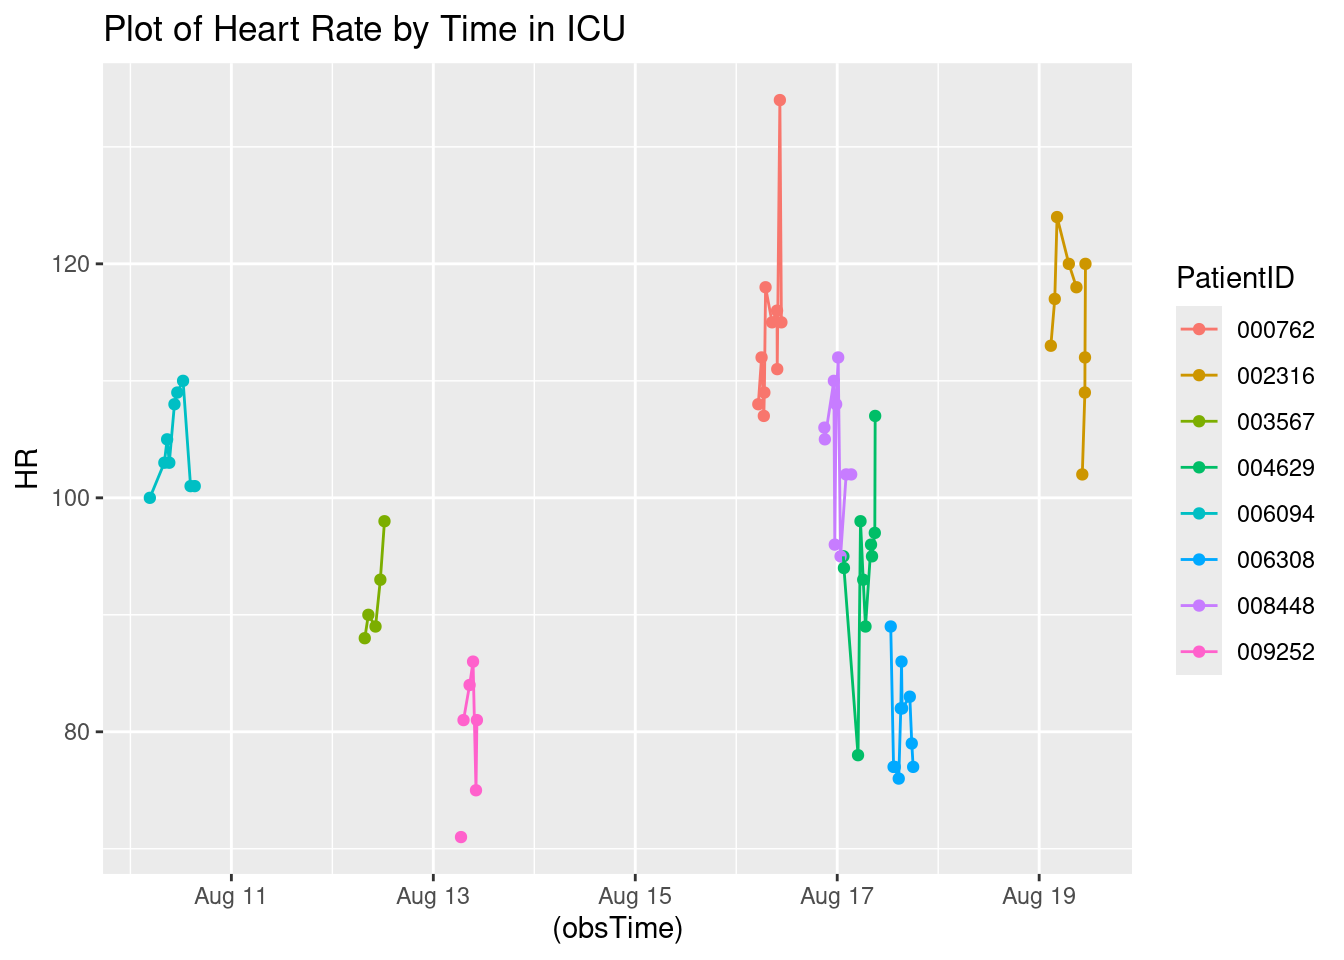 Plot of Heart Rate by Time in ICU
HR
120
100
80
Aug 11
Aug 13
Aug 15
Aug 17
Aug 19
(obsTime)
PatientID
000762
002316
003567
004629
006094
006308
008448
009252